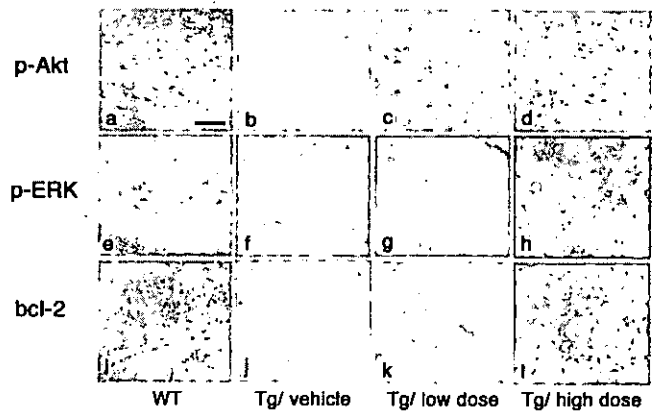 p-Akt
a b c d
p-ERK
e f g h
bcl-2
i j k l
WT Tg/ vehicle Tg/ low dose Tg/ high dose